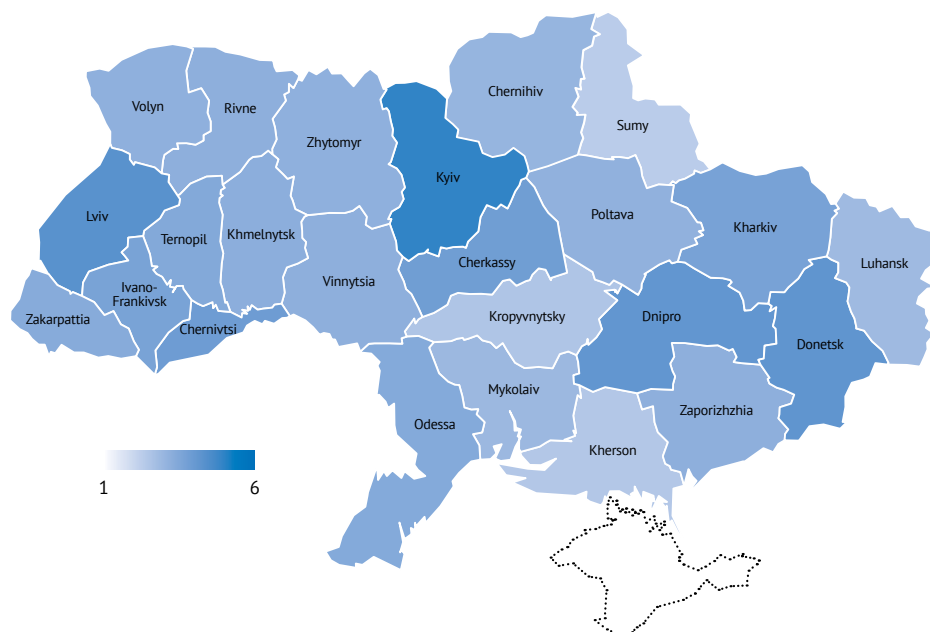 Chernihiv
Volyn
Rivne
Sumy
Zhytomyr
Kyiv
Lviv
Poltava
Kharkiv
Ternopil
Khmelnytsk
Cherkassy
Luhansk
Vinnytsia
Ivano-
Frankivsk
Zakarpattia
Chernivtsi
Kropyvnytsky
Dnipro
Donetsk
Mykolaiv
Zaporizhzhia
Odessa
Kherson
1 6